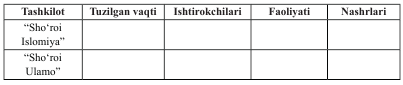 Tashkilot Tuzilgan vaqti Ishtirokchilari Faoliyati Nashrlari
“Sho‘roi
Islomiya”
“Sho‘roi
Ulamo”